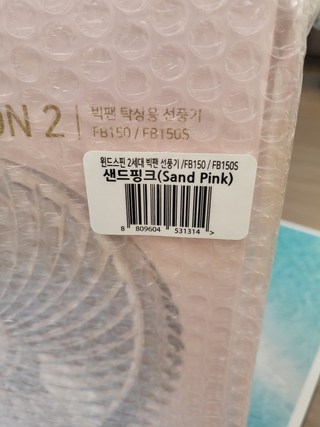 ON 2 | 빅팬 탁상용 선풍기
FB150 / FB150S
윈드스핀 2세대 빅팬 선풍기 /FB150 / FB150S
샌드핑크(Sand Pink)
8 809604 531314 >